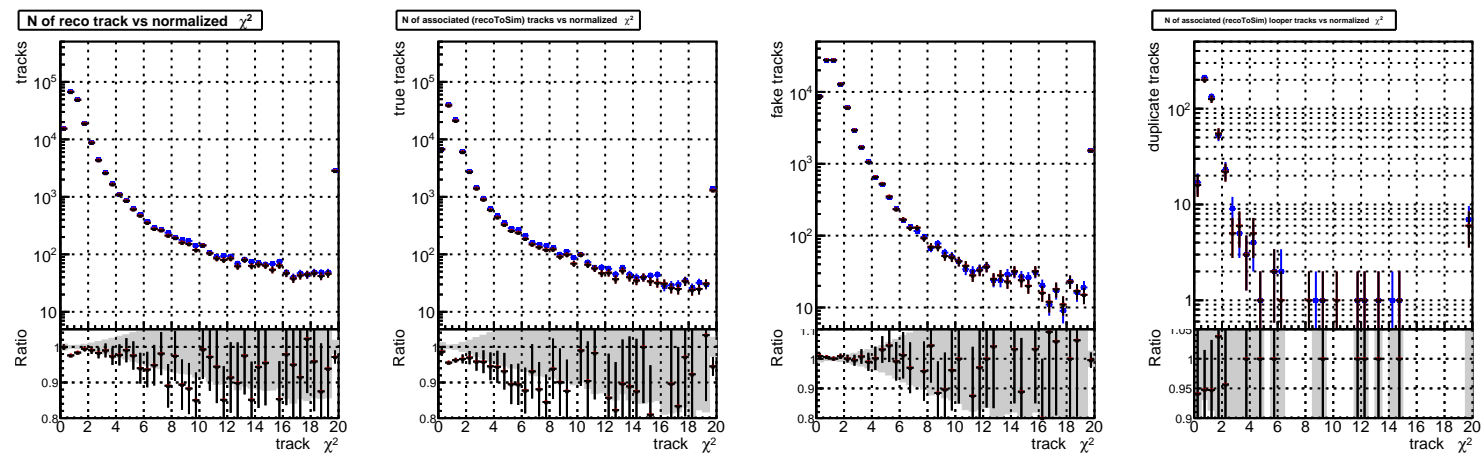 N of reco track vs normalized χ²
tracks
10⁵
10⁴
10³
10²
10
Ratio
1
0.9
0.8
0 2 4 6 8 10 12 14 16 18 20
track χ²
N of associated (recoToSim) tracks vs normalized χ²
true tracks
10⁵
10⁴
10³
10²
10
Ratio
1
0.9
0.8
0 2 4 6 8 10 12 14 16 18 20
track χ²
fake tracks
10⁴
10³
10²
10
Ratio
1.1
1
0.9
0.8
0 2 4 6 8 10 12 14 16 18 20
track χ²
N of associated (recoToSim) looper tracks vs normalized χ²
duplicate tracks
10²
10
1
Ratio
1.05
1
0.95
0.9
0 2 4 6 8 10 12 14 16 18 20
track χ²